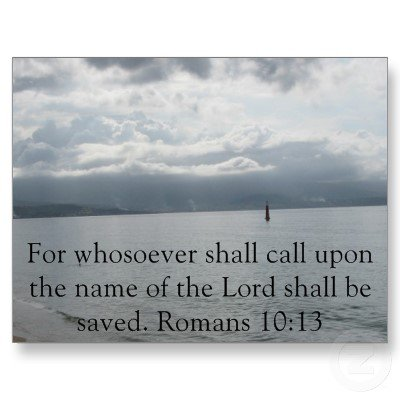 For whosoever shall call upon
the name of the Lord shall be
saved. Romans 10:13